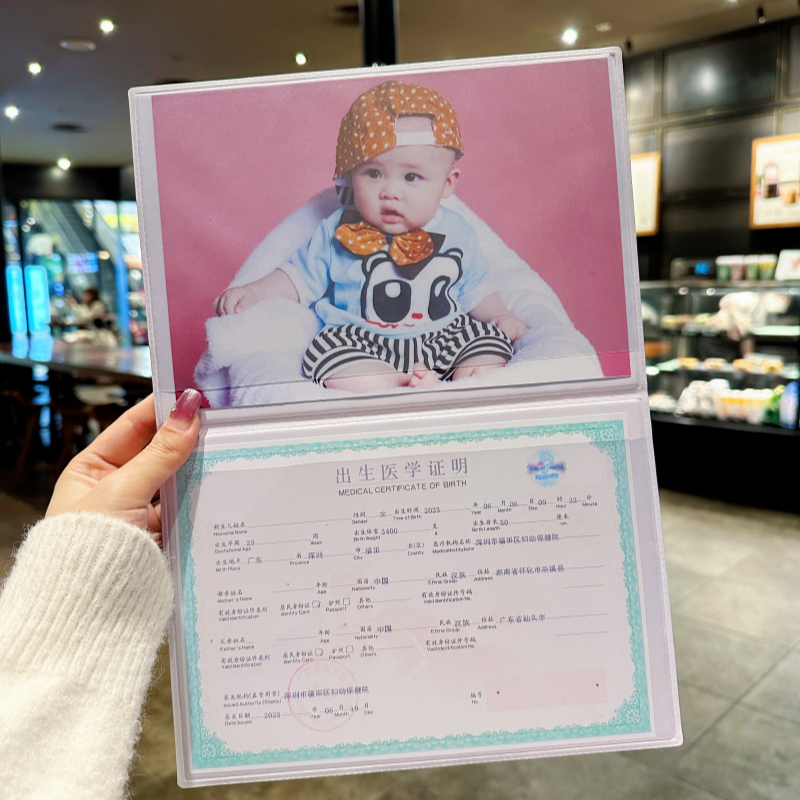 出生医学证明
MEDICAL CERTIFICATE OF BIRTH
新生儿姓名 性别 女 出生时间 2023 年 06 月 06 日 09 时 22 分
Neonatal Name Gender Time of Birth Year Month Day Hour Minute
出生孕周 39 周 出生体重 3400 克 出生身长 50 厘米
Gestational Age Week Birth Weight g Birth Length cm
出生地点 广东 省 深圳 市 福田 县(区) 医疗机构名称 深圳市福田区妇幼保健院
Birth Place Province City County Medical Institutions
母亲姓名 年龄 国籍 中国 民族 汉族 住址 湖南省怀化市
Mother's Name Age Nationality Ethnic Group Address
有效身份证件类别 居民身份证 护照 其他 有效身份证件号码
Valid Identification Identity Card Passport Others Valid Identification No.
父亲姓名 年龄 国籍 中国 民族 汉族 住址 广东省汕头市
Father's Name Age Nationality Ethnic Group Address
有效身份证件类别 居民身份证 护照 其他 有效身份证件号码
Valid Identification Identity Card Passport Others Valid Identification No.
签发机构(盖专用章) 深圳市福田区妇幼保健院
Issued Authority (Stamp)
编号
No.
签发日期 2023 年 06 月 19 日
Date Issued Year Month Day